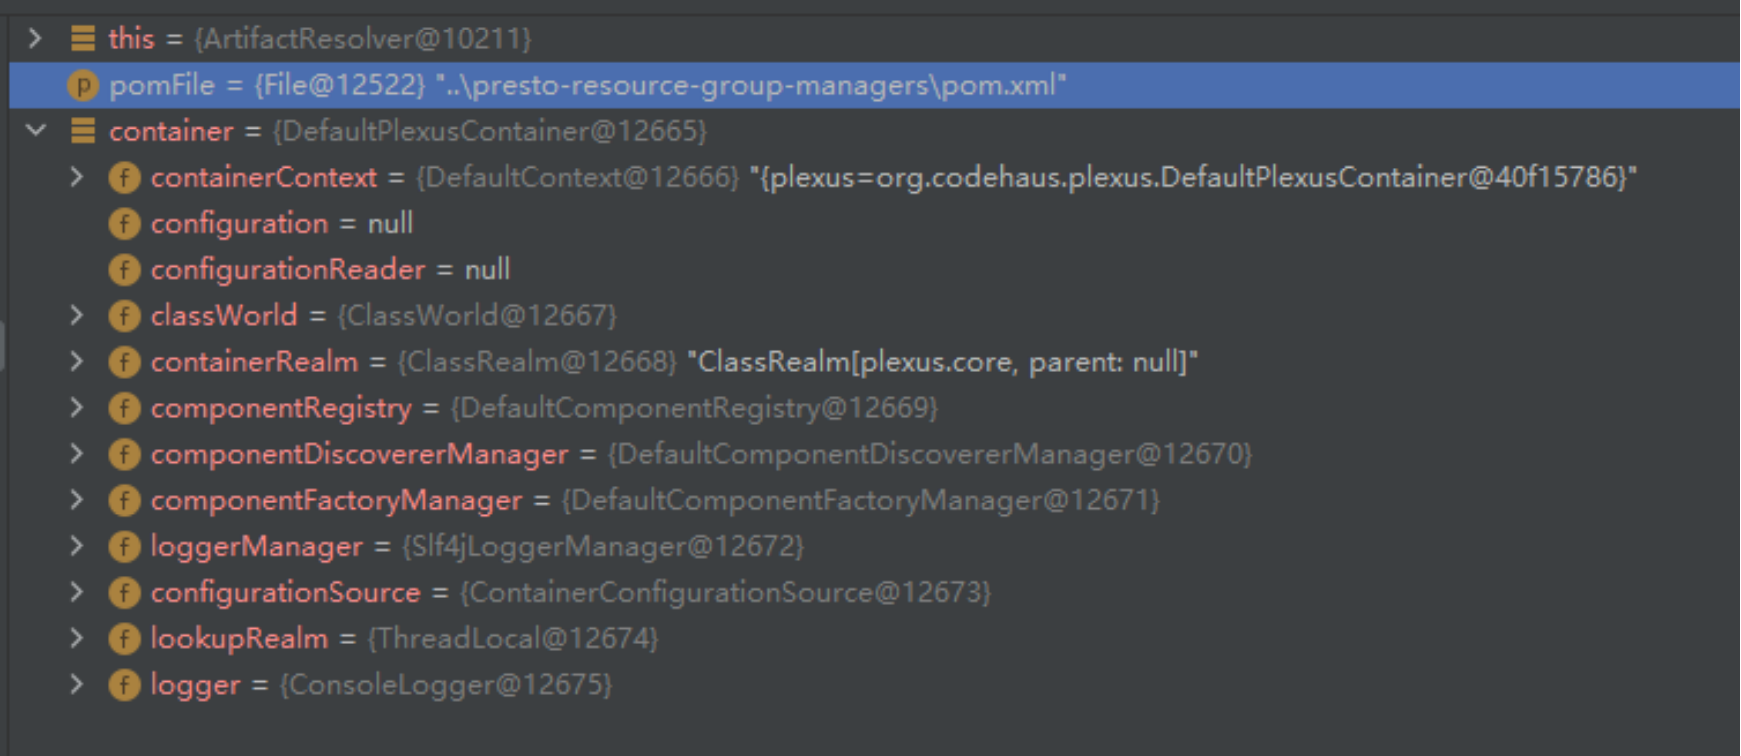 this = {ArtifactResolver@10211}
p pomFile = {File@12522} "..\presto-resource-group-managers\pom.xml"
container = {DefaultPlexusContainer@12665}
f containerContext = {DefaultContext@12666} "{plexus=org.codehaus.plexus.DefaultPlexusContainer@40f15786}"
f configuration = null
f configurationReader = null
f classWorld = {ClassWorld@12667}
f containerRealm = {ClassRealm@12668} "ClassRealm[plexus.core, parent: null]"
f componentRegistry = {DefaultComponentRegistry@12669}
f componentDiscovererManager = {DefaultComponentDiscovererManager@12670}
f componentFactoryManager = {DefaultComponentFactoryManager@12671}
f loggerManager = {Slf4jLoggerManager@12672}
f configurationSource = {ContainerConfigurationSource@12673}
f lookupRealm = {ThreadLocal@12674}
f logger = {ConsoleLogger@12675}